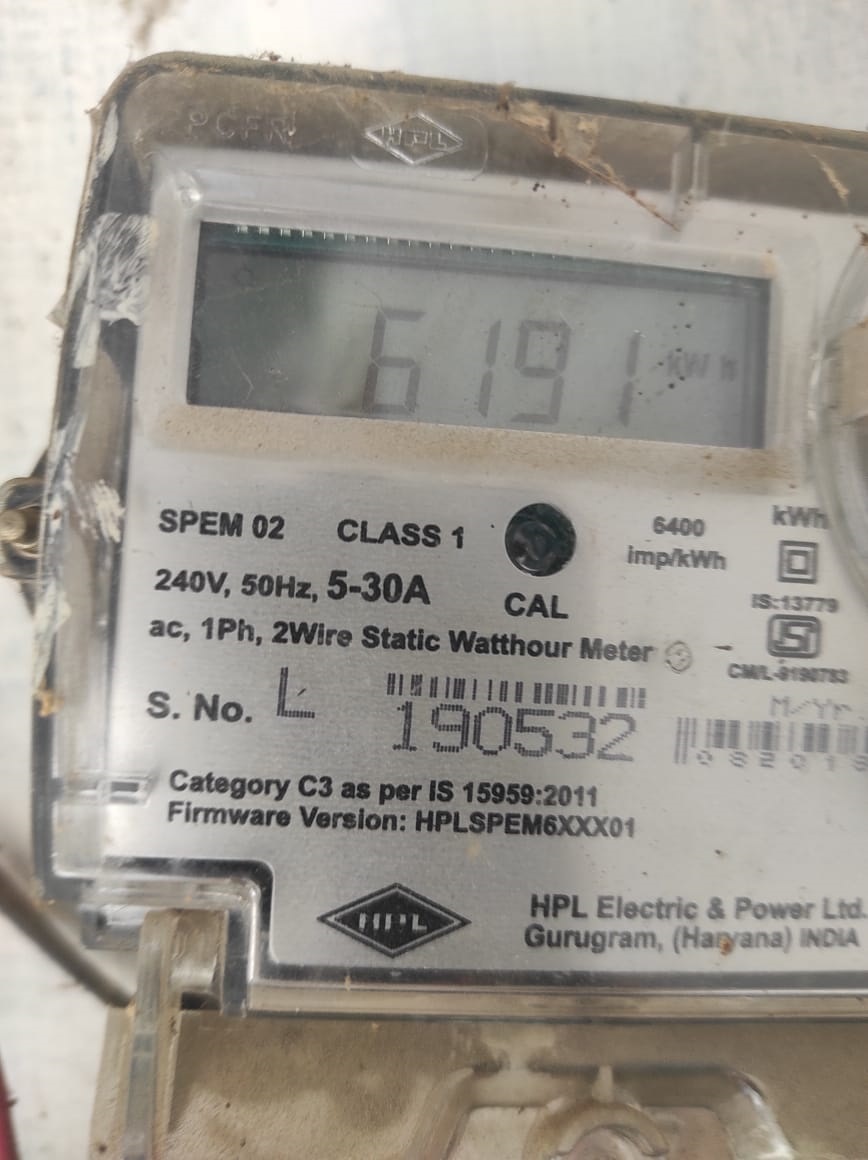 HPL
6191 kWh
SPEM 02 CLASS 1 6400 imp/kWh kWh
240V, 50Hz, 5-30A CAL IS:13779
ac, 1Ph, 2Wire Static Watthour Meter
CM/L-9190783
S. No. L 190532 M/Yr
Category C3 as per IS 15959:2011
Firmware Version: HPLSPEM6XXX01
HPL
HPL Electric & Power Ltd.
Gurugram, (Haryana) INDIA